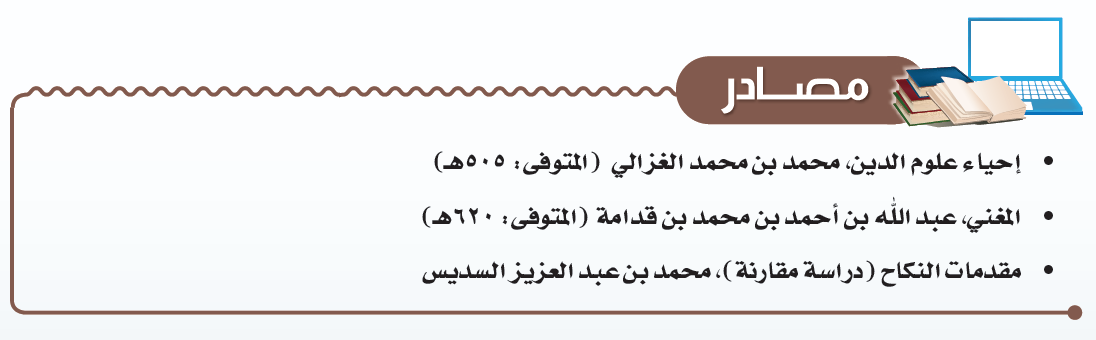 مصادر
• إحياء علوم الدين، محمد بن محمد الغزالي (المتوفى: ٥٠٥هـ)
• المغني، عبد الله بن أحمد بن محمد بن قدامة (المتوفى: ٦٢٠هـ)
• مقدمات النكاح (دراسة مقارنة)، محمد بن عبد العزيز السديس